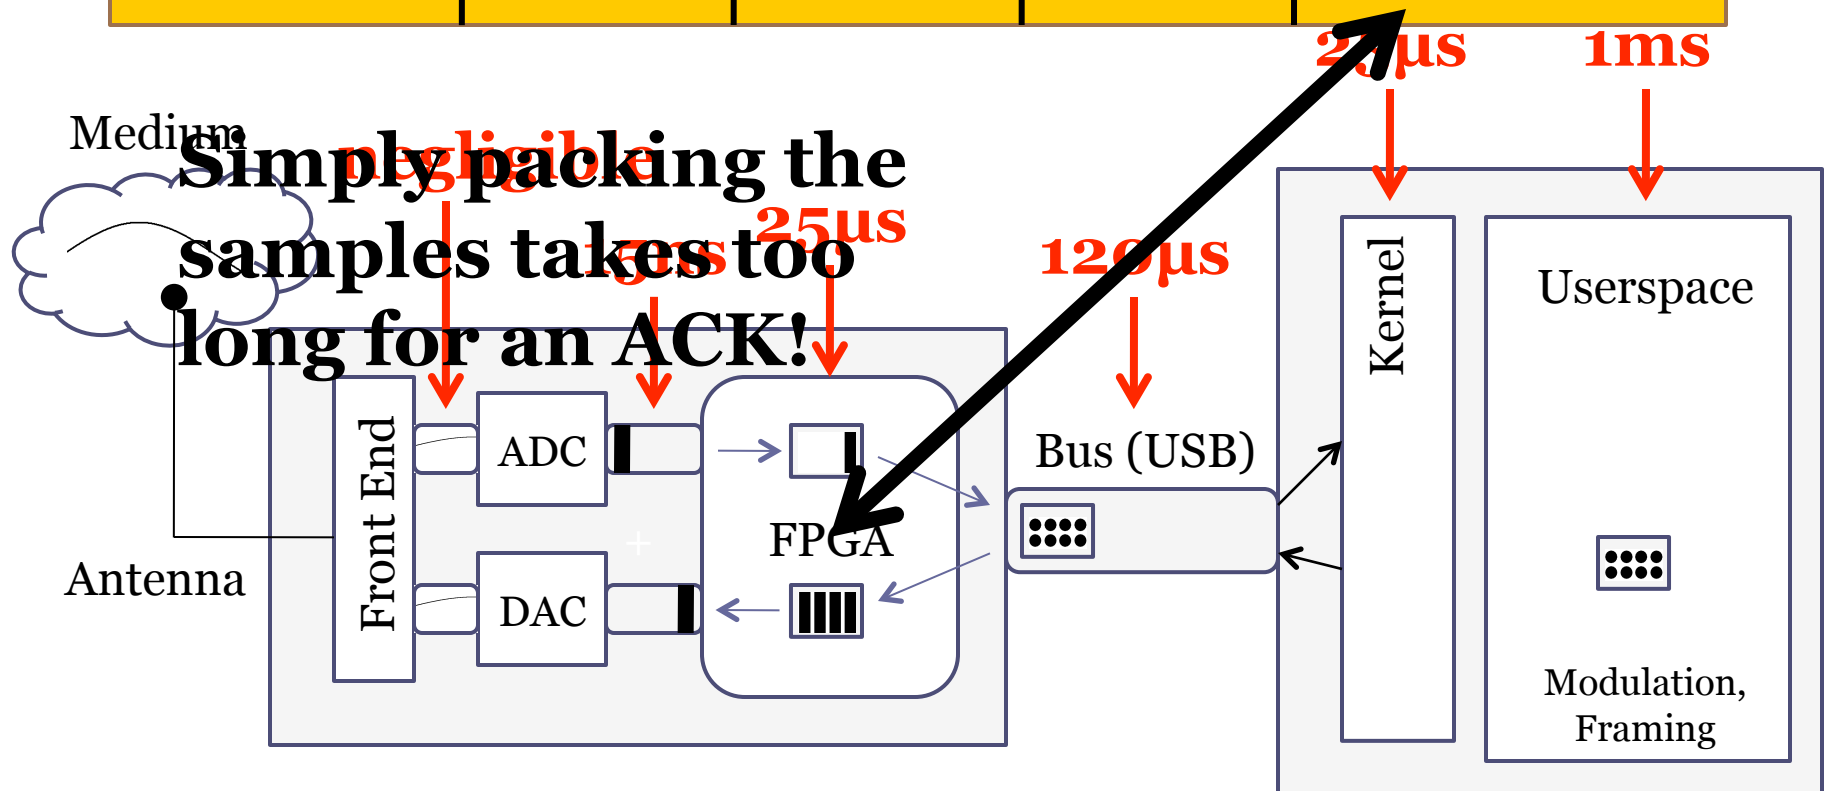 1ms
Medium
negligible
Simply packing the
samples takes too
long for an ACK!
25µs
15ns
120µs
Kernel
Userspace
ADC
Front End
Bus (USB)
FPGA
Antenna
DAC
Modulation,
Framing